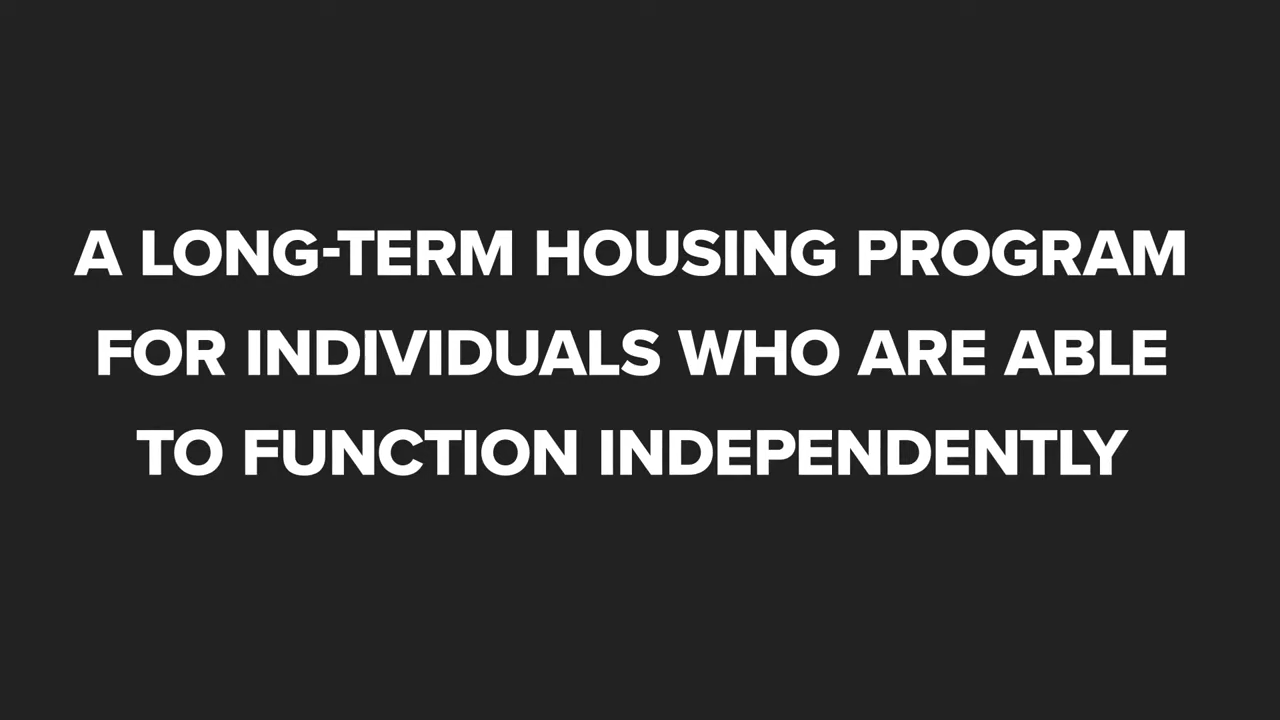 A LONG-TERM HOUSING PROGRAM
FOR INDIVIDUALS WHO ARE ABLE
TO FUNCTION INDEPENDENTLY